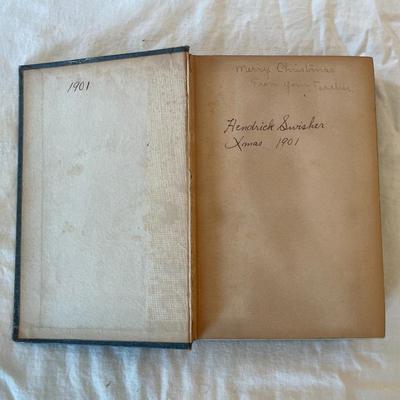 1901
Merry Christmas
From Your Teacher
Hendrick Swisher
Xmas 1901